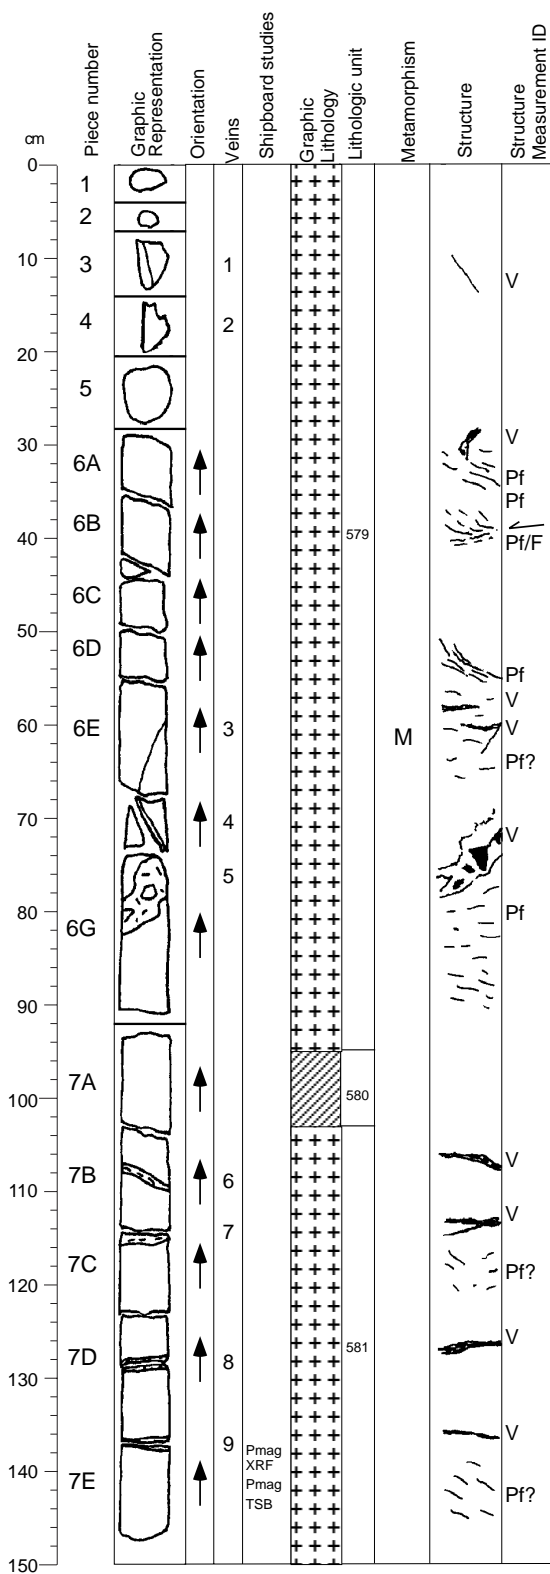 cm
Piece number
Graphic
Representation
Orientation
Veins
Shipboard studies
Graphic
Lithology
Lithologic unit
Metamorphism
Structure
Structure
Measurement ID
0
1
2
3 1 V
10
4 2
20
5
30 V
6A Pf
Pf
6B 579 Pf/F
40
6C
50
6D Pf
V
6E 3 M V
60
Pf?
70
4 V
5
80 Pf
6G
90
7A 580
100
7B 6 V
110
7 V
7C Pf?
120
7D 8 581 V
130
9 V
Pmag
XRF
140
7E Pmag Pf?
TSB
150